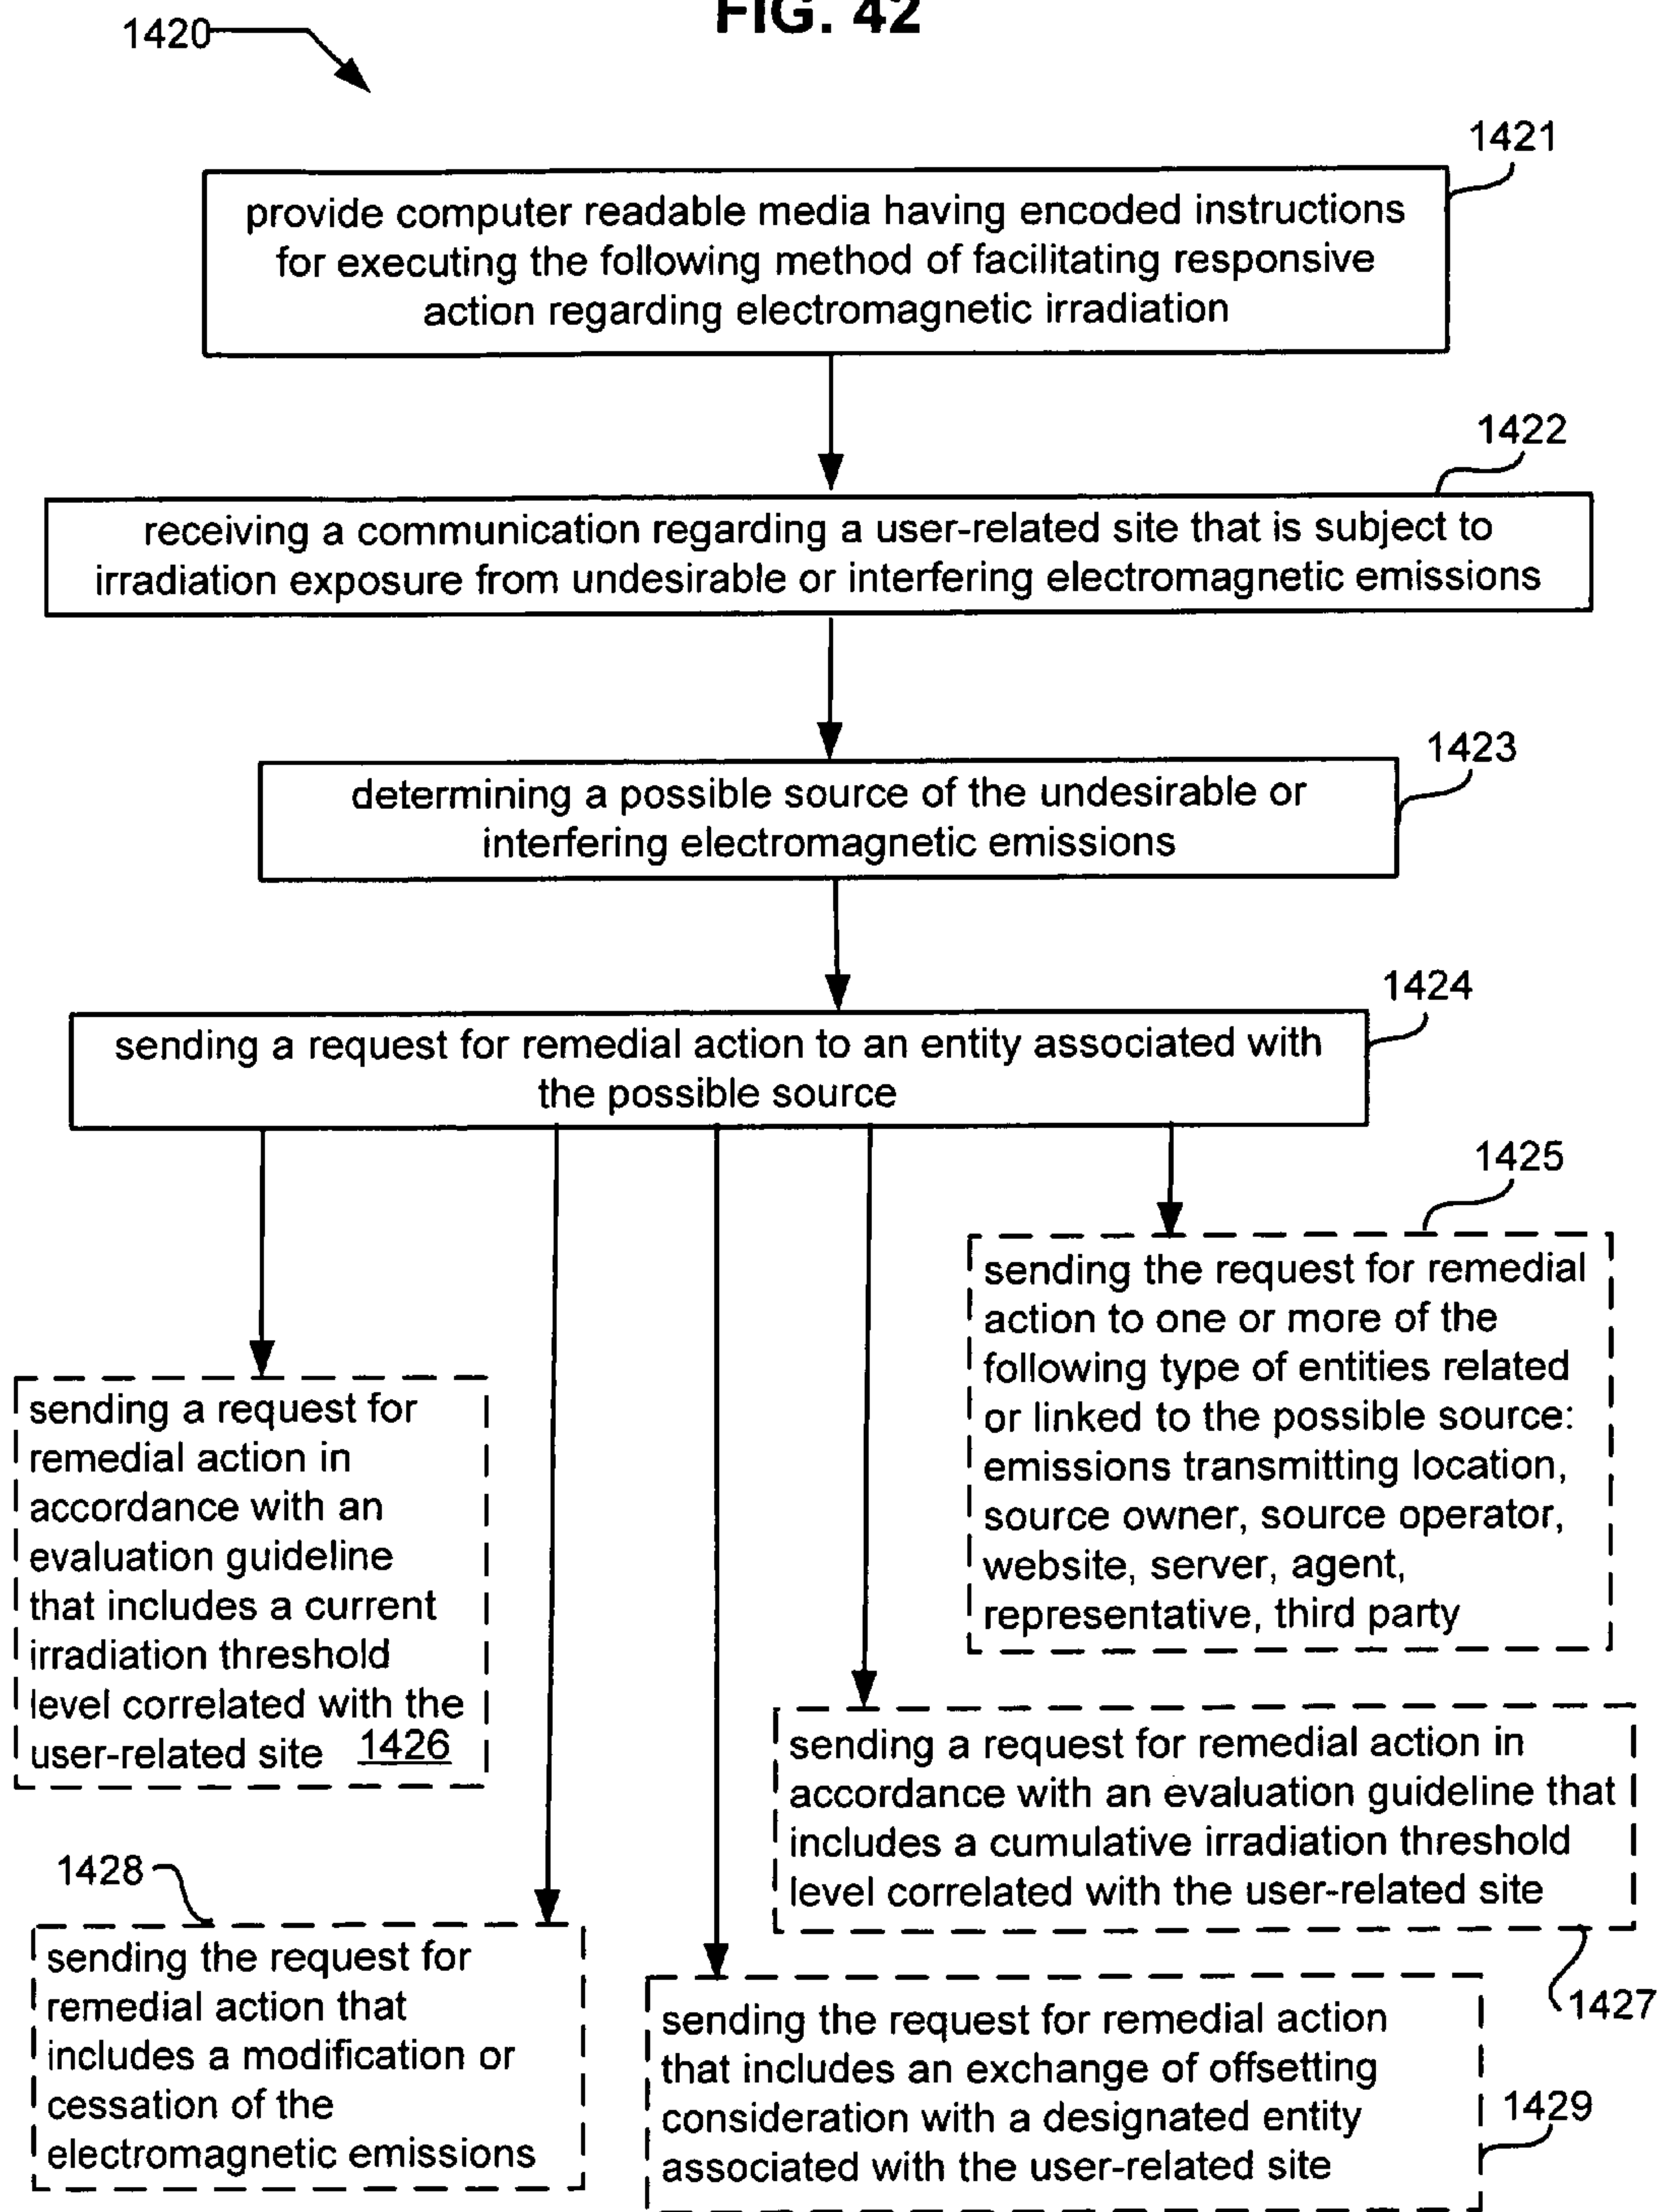 FIG. 42
1420
1421
provide computer readable media having encoded instructions
for executing the following method of facilitating responsive
action regarding electromagnetic irradiation
1422
receiving a communication regarding a user-related site that is subject to
irradiation exposure from undesirable or interfering electromagnetic emissions
1423
determining a possible source of the undesirable or
interfering electromagnetic emissions
1424
sending a request for remedial action to an entity associated with
the possible source
1425
sending the request for remedial
action to one or more of the
following type of entities related
or linked to the possible source:
emissions transmitting location,
source owner, source operator,
website, server, agent,
representative, third party
sending a request for
remedial action in
accordance with an
evaluation guideline
that includes a current
irradiation threshold
level correlated with the
user-related site 1426
sending a request for remedial action in
accordance with an evaluation guideline that
includes a cumulative irradiation threshold
level correlated with the user-related site
1427
1428
sending the request for
remedial action that
includes a modification or
cessation of the
electromagnetic emissions
sending the request for remedial action
that includes an exchange of offsetting
consideration with a designated entity
associated with the user-related site
1429